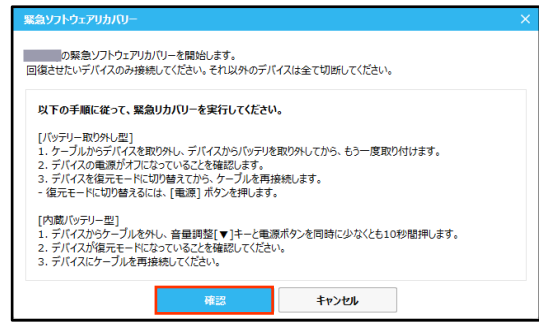 緊急ソフトウェアリカバリー
の緊急ソフトウェアリカバリーを開始します。
回復させたいデバイスのみ接続してください。それ以外のデバイスは全て切断してください。
以下の手順に従って、緊急リカバリーを実行してください。
[バッテリー取り外し型]
1. ケーブルからデバイスを取り外し、デバイスからバッテリを取り外してから、もう一度取り付けます。
2. デバイスの電源がオフになっていることを確認します。
3. デバイスを復元モードに切り替えてから、ケーブルを再接続します。
- 復元モードに切り替えるには、[電源] ボタンを押します。
[内蔵バッテリー型]
1. デバイスからケーブルを外し、音量調整[▼]キーと電源ボタンを同時に少なくとも10秒間押します。
2. デバイスが復元モードになっていることを確認してください。
3. デバイスにケーブルを再接続してください。
確認 キャンセル